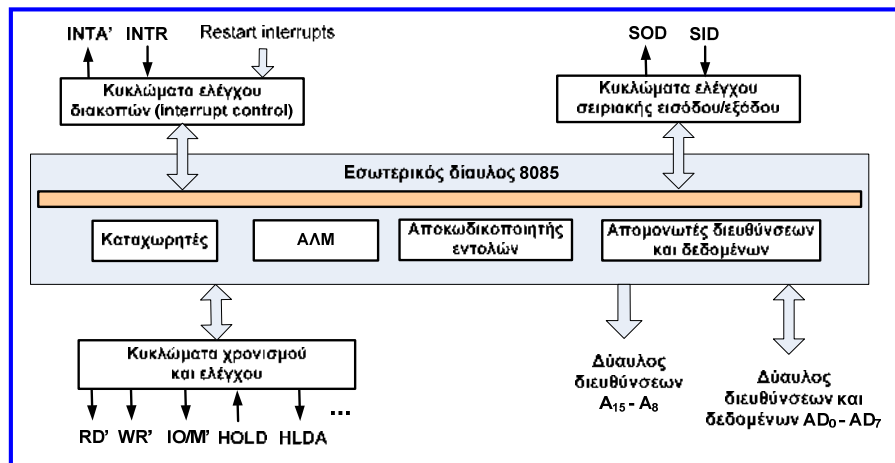 INTA' INTR Restart interrupts
SOD SID
Κυκλώματα ελέγχου
διακοπών (interrupt control)
Κυκλώματα ελέγχου
σειριακής εισόδου/εξόδου
Εσωτερικός δίαυλος 8085
Καταχωρητές
ΑΛΜ
Αποκωδικοποιητής
εντολών
Απομονωτές διευθύνσεων
και δεδομένων
Κυκλώματα χρονισμού
και ελέγχου
...
RD' WR' IO/M' HOLD HLDA
Δύαυλος
διευθύνσεων
A15 - A8
Δύαυλος
διευθύνσεων και
δεδομένων AD0 - AD7